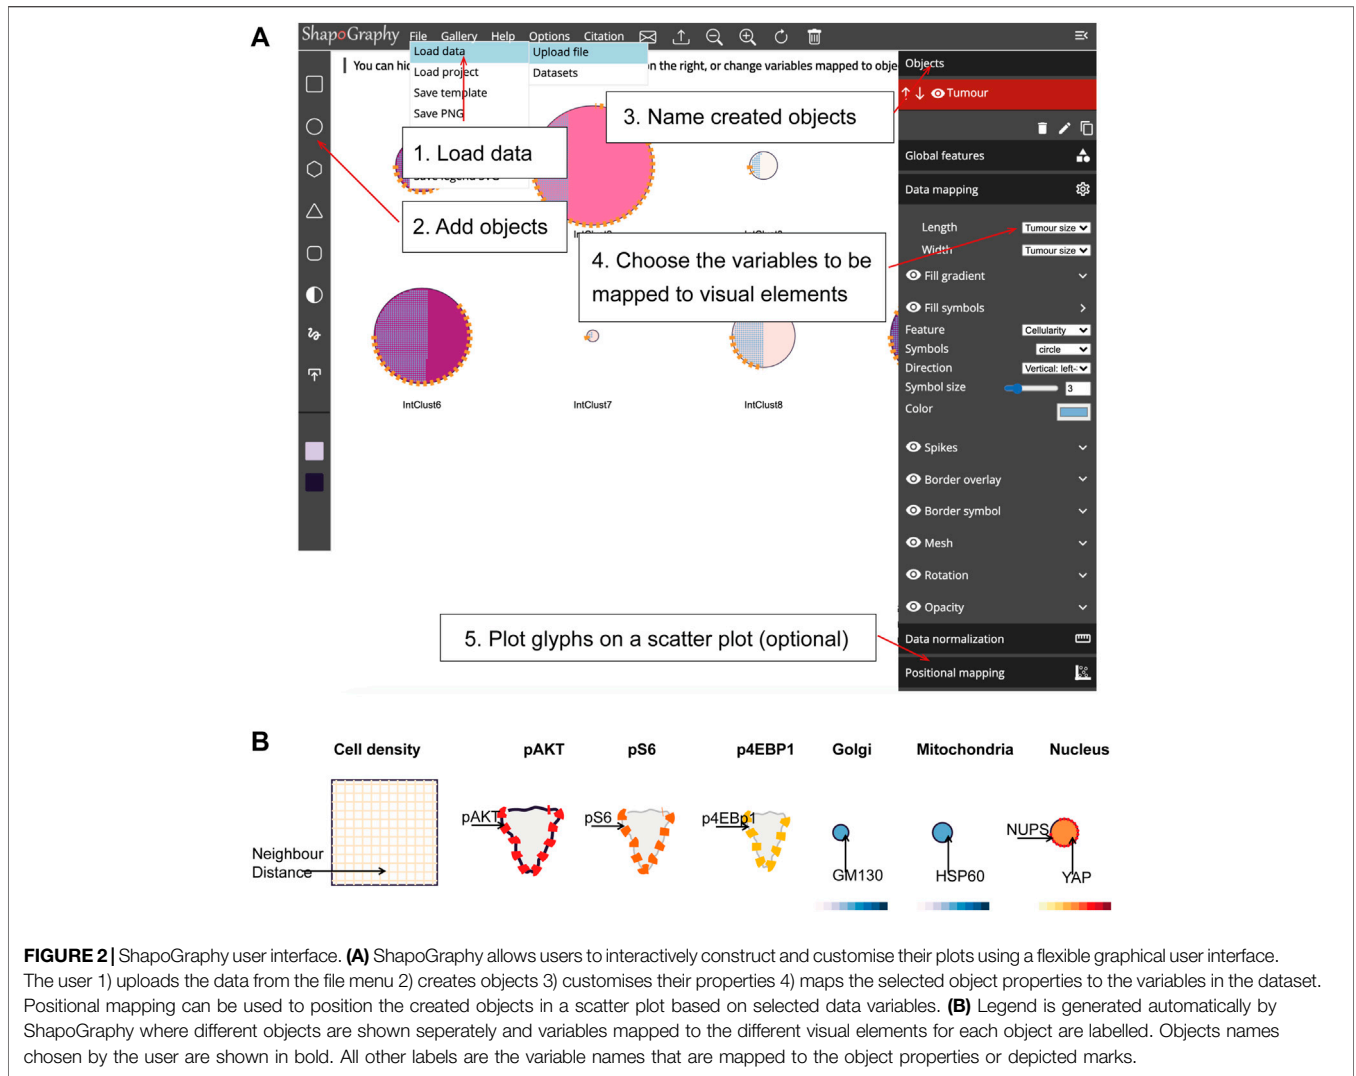 A
ShapoGraphy File Gallery Help Options Citation
Load data Upload file
Load project Datasets
Save template
Save PNG
You can hid
n the right, or change variables mapped to obje
Objects
Tumour
3. Name created objects
1. Load data
2. Add objects
Global features
Data mapping
Length Tumour size
Width Tumour size
4. Choose the variables to be
mapped to visual elements
Fill gradient
Fill symbols
Feature Cellularity
Symbols circle
Direction Vertical: left-
Symbol size 3
Color
IntClust6 IntClust7 IntClust8
Spikes
Border overlay
Border symbol
Mesh
Rotation
Opacity
5. Plot glyphs on a scatter plot (optional)
Data normalization
Positional mapping
B
Cell density pAKT pS6 p4EBP1 Golgi Mitochondria Nucleus
pAKT pS6 p4EBp1 NUPS
Neighbour
Distance
GM130 HSP60 YAP
FIGURE 2 | ShapoGraphy user interface. (A) ShapoGraphy allows users to interactively construct and customise their plots using a flexible graphical user interface.
The user 1) uploads the data from the file menu 2) creates objects 3) customises their properties 4) maps the selected object properties to the variables in the dataset.
Positional mapping can be used to position the created objects in a scatter plot based on selected data variables. (B) Legend is generated automatically by
ShapoGraphy where different objects are shown seperately and variables mapped to the different visual elements for each object are labelled. Objects names
chosen by the user are shown in bold. All other labels are the variable names that are mapped to the object properties or depicted marks.